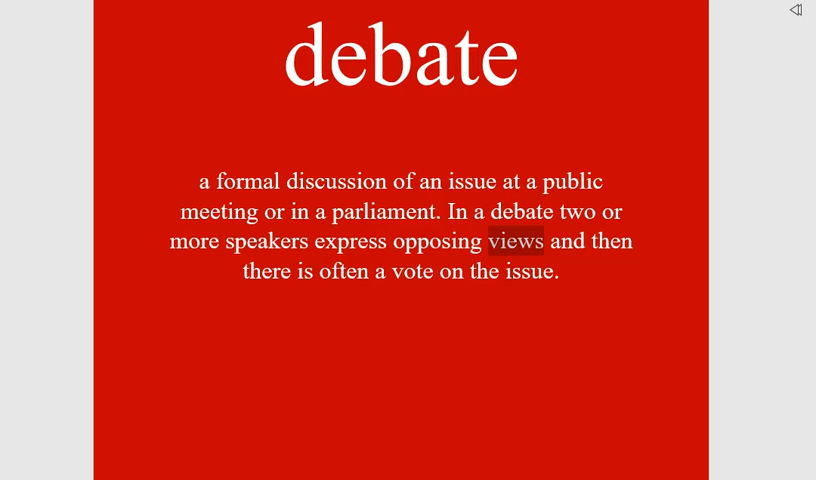 debate
a formal discussion of an issue at a public
meeting or in a parliament. In a debate two or
more speakers express opposing views and then
there is often a vote on the issue.